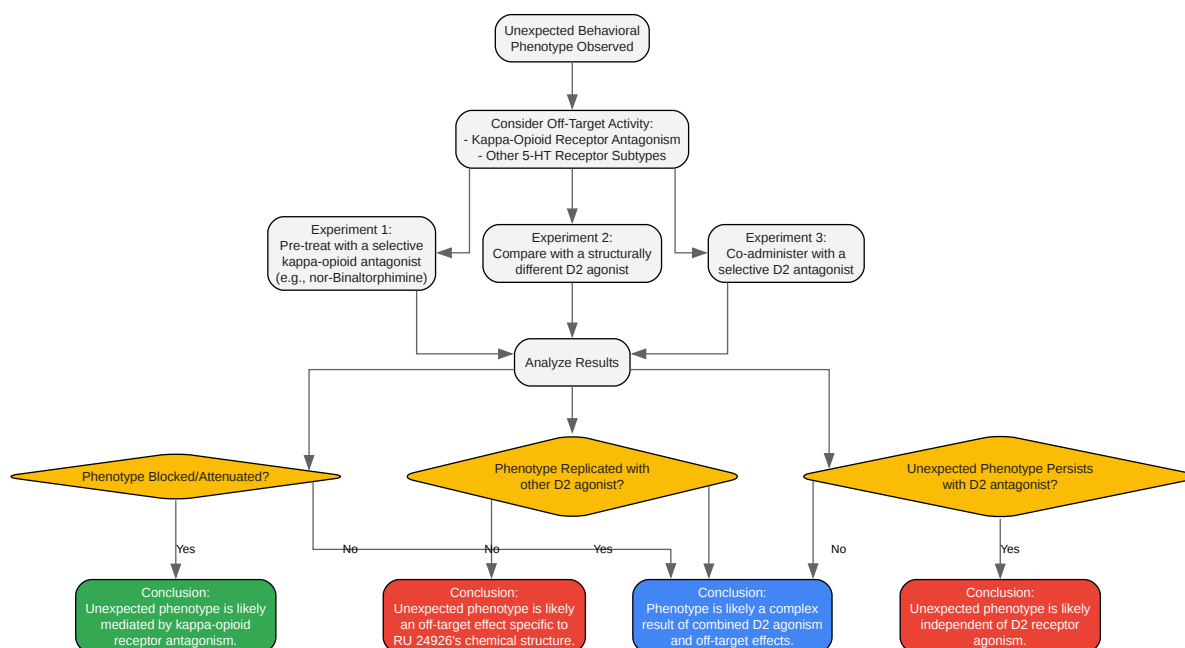 Unexpected Behavioral
Phenotype Observed
Consider Off-Target Activity:
- Kappa-Opioid Receptor Antagonism
- Other 5-HT Receptor Subtypes
Experiment 1:
Pre-treat with a selective
kappa-opioid antagonist
(e.g., nor-Binaltorphimine)
Experiment 2:
Compare with a structurally
different D2 agonist
Experiment 3:
Co-administer with a
selective D2 antagonist
Analyze Results
Phenotype Blocked/Attenuated?
Phenotype Replicated with
other D2 agonist?
Unexpected Phenotype Persists
with D2 antagonist?
Yes
No
No
Yes
No
Yes
Conclusion:
Unexpected phenotype is likely
mediated by kappa-opioid
receptor antagonism.
Conclusion:
Unexpected phenotype is likely
an off-target effect specific to
RU 24926's chemical structure.
Conclusion:
Phenotype is likely a complex
result of combined D2 agonism
and off-target effects.
Conclusion:
Unexpected phenotype is likely
independent of D2 receptor
agonism.